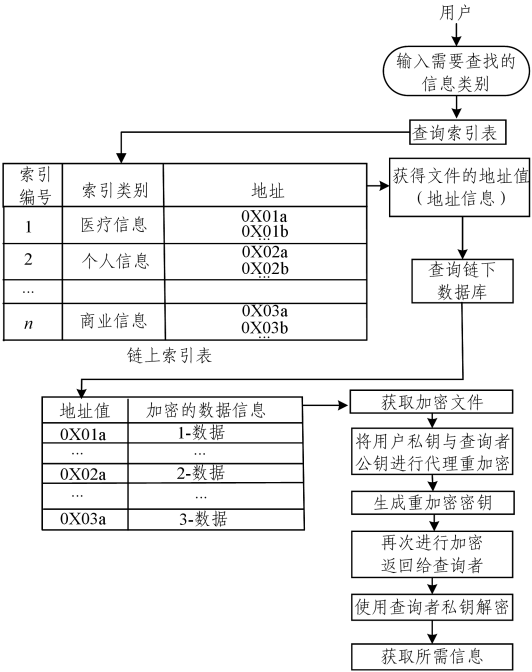 用户
输入需要查找的
信息类别
查询索引表
索引
编号
索引类别
地址
获得文件的地址值
（地址信息）
1
医疗信息
0X01a
0X01b
...
2
个人信息
0X02a
0X02b
...
...
n
商业信息
0X03a
0X03b
...
链上索引表
查询链下
数据库
地址值
加密的数据信息
0X01a
1-数据
...
...
0X02a
2-数据
...
...
0X03a
3-数据
获取加密文件
将用户私钥与查询者
公钥进行代理重加密
生成重加密密钥
再次进行加密
返回给查询者
使用查询者私钥解密
获取所需信息